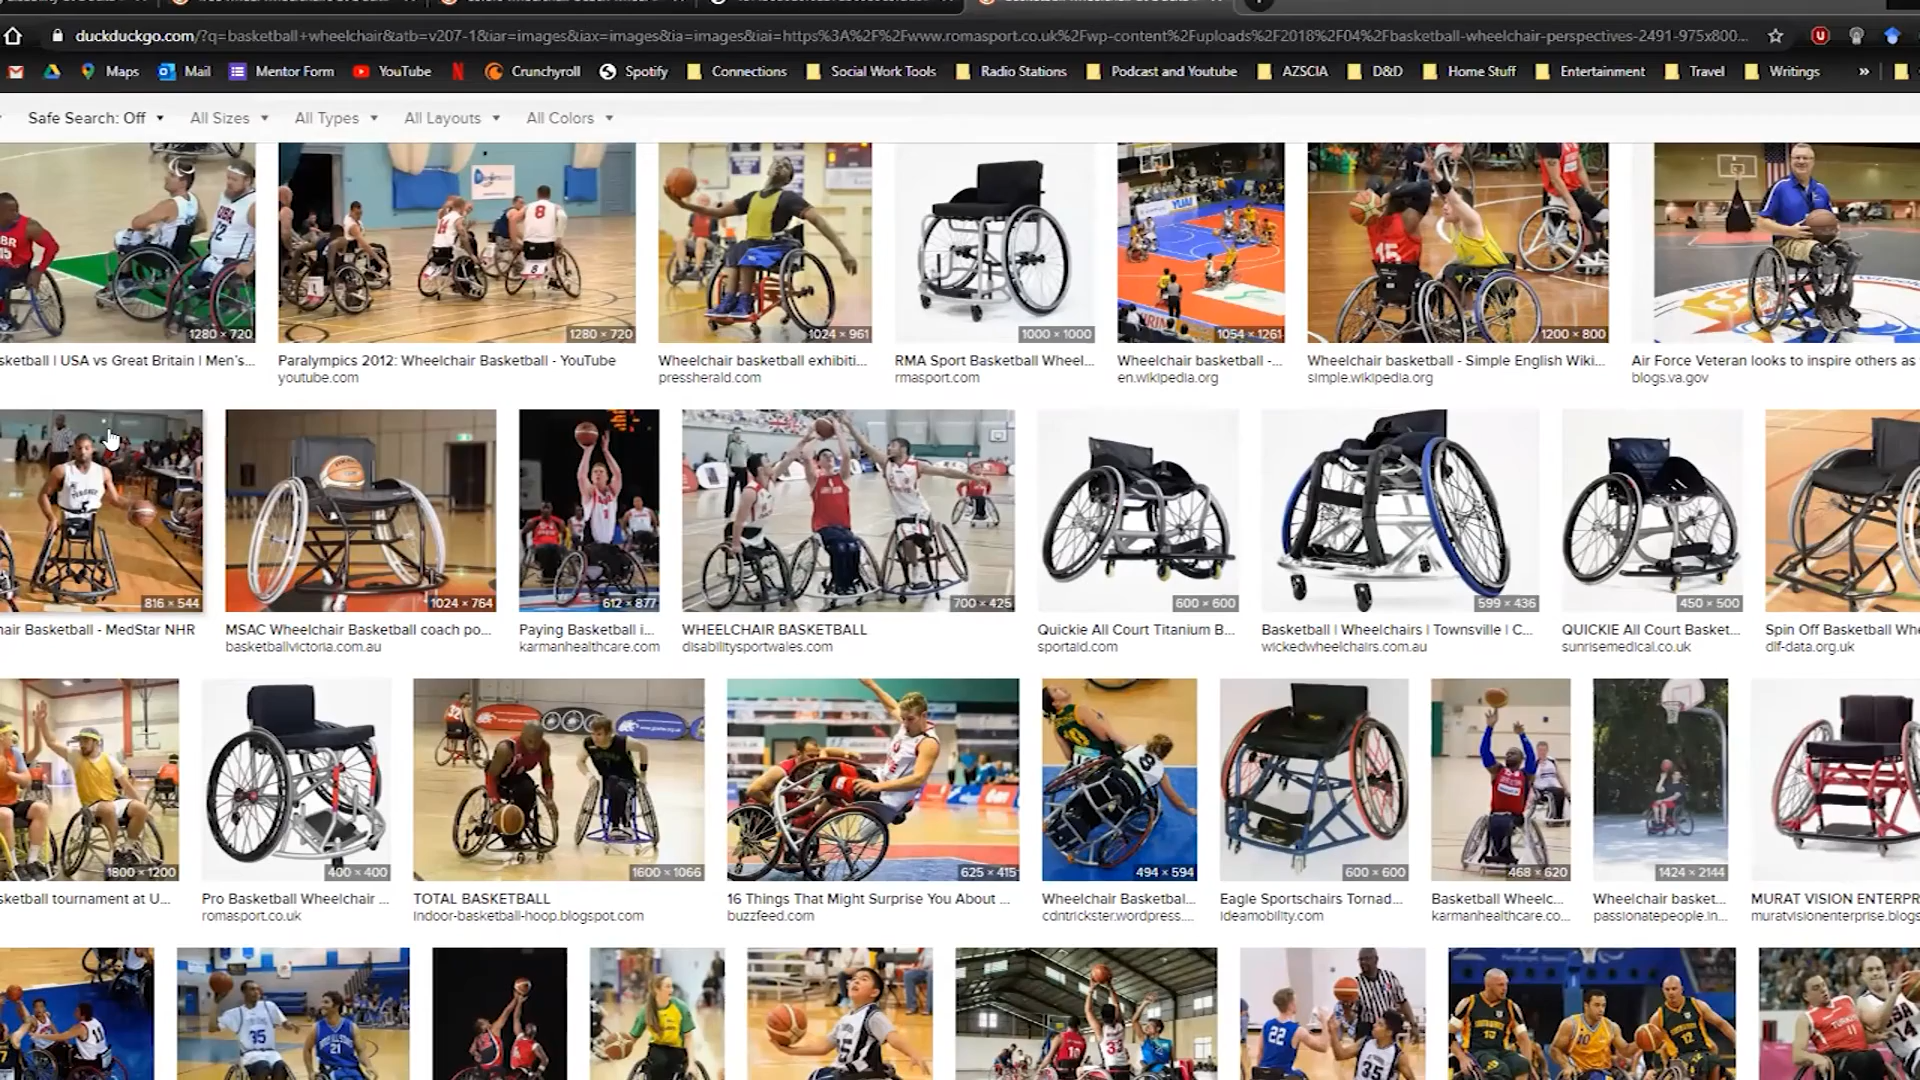 duckduckgo.com/?q=basketball+wheelchair&atb=v207-1&iar=images&iax=images&ia=images&iai=https%3A%2F%2Fwww.romasport.co.uk%2Fwp-content%2Fuploads%2F2018%2F04%2Fbasketball-wheelchair-perspectives-2491-975x800...
Maps Mail Mentor Form YouTube Crunchyroll Spotify Connections Social Work Tools Radio Stations Podcast and Youtube AZSCIA D&D Home Stuff Entertainment Travel Writings »
Safe Search: Off All Sizes All Types All Layouts All Colors
1280 × 720 1280 × 720 1024 × 961 1000 × 1000 1054 × 1261 1200 × 800
sketball | USA vs Great Britain | Men's... Paralympics 2012: Wheelchair Basketball - YouTube Wheelchair basketball exhibiti... RMA Sport Basketball Wheel... Wheelchair basketball -... Wheelchair basketball - Simple English Wiki... Air Force Veteran looks to inspire others as
youtube.com pressherald.com rmasport.com en.wikipedia.org simple.wikipedia.org blogs.va.gov
816 × 544 1024 × 764 612 × 877 700 × 425 600 × 600 599 × 436 450 × 500
air Basketball - MedStar NHR MSAC Wheelchair Basketball coach po... Paying Basketball i... WHEELCHAIR BASKETBALL Quickie All Court Titanium B... Basketball | Wheelchairs | Townsville | C... QUICKIE All Court Basket... Spin Off Basketball Whe
basketballvictoria.com.au karmanhealthcare.com disabilitysportwales.com sportaid.com wickedwheelchairs.com.au sunrisemedical.co.uk dlf-data.org.uk
1800 × 1200 400 × 400 1600 × 1066 625 × 415 494 × 594 600 × 600 468 × 620 1424 × 2144
sketball tournament at U... Pro Basketball Wheelchair ... TOTAL BASKETBALL 16 Things That Might Surprise You About ... Wheelchair Basketbal... Eagle Sportschairs Tornad... Basketball Wheelc... Wheelchair basket... MURAT VISION ENTERPR
romasport.co.uk indoor-basketball-hoop.blogspot.com buzzfeed.com cdntrickster.wordpress.... ideamobility.com karmanhealthcare.co... passionatepeople.in... muratvisionenterprise.blogs